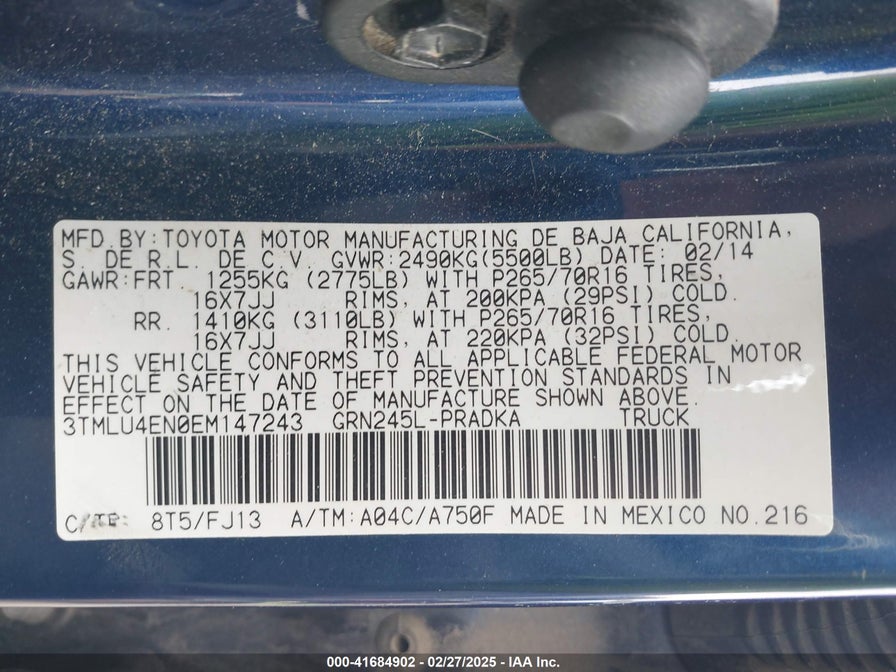 MFD.BY:TOYOTA MOTOR MANUFACTURING DE BAJA CALIFORNIA,
S. DE R.L. DE C.V. GVWR:2490KG(5500LB) DATE: 02/14
GAWR:FRT. 1255KG (2775LB) WITH P265/70R16 TIRES,
16X7JJ RIMS, AT 200KPA (29PSI) COLD.
RR. 1410KG (3110LB) WITH P265/70R16 TIRES,
16X7JJ RIMS, AT 220KPA (32PSI) COLD.
THIS VEHICLE CONFORMS TO ALL APPLICABLE FEDERAL MOTOR
VEHICLE SAFETY AND THEFT PREVENTION STANDARDS IN
EFFECT ON THE DATE OF MANUFACTURE SHOWN ABOVE.
3TMLU4EN0EM147243 GRN245L-PRADKA TRUCK
C/TR: 8T5/FJ13 A/TM:A04C/A750F MADE IN MEXICO NO.216
000-41684902 - 02/27/2025 - IAA Inc.